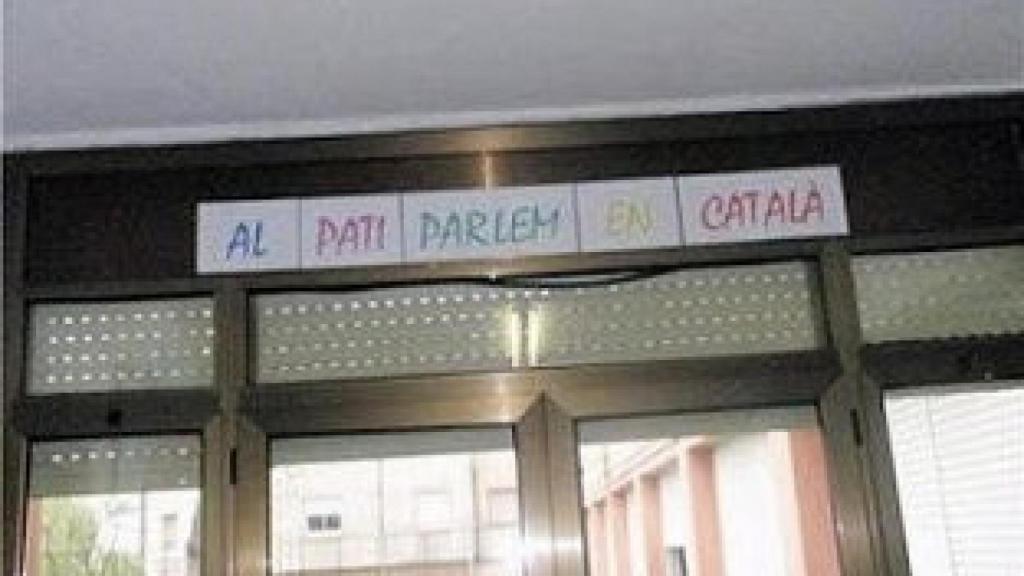 AL PATI PARLEM EN CATALÀ